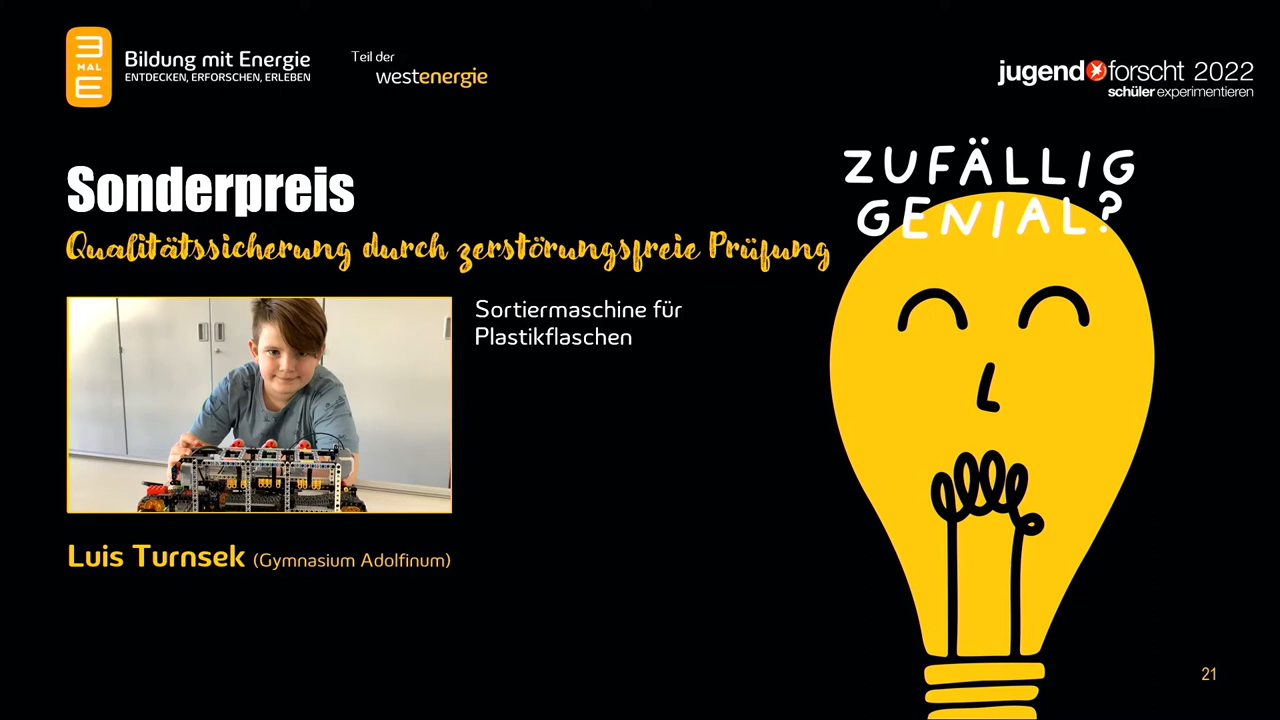 3
MAL
E
Bildung mit Energie
ENTDECKEN, ERFORSCHEN, ERLEBEN
Teil der
westenergie
jugend forscht 2022
schüler experimentieren
ZUFÄLLIG
GENIAL?
Sonderpreis
Qualitätssicherung durch zerstörungsfreie Prüfung
Sortiermaschine für
Plastikflaschen
Luis Turnsek (Gymnasium Adolfinum)
21